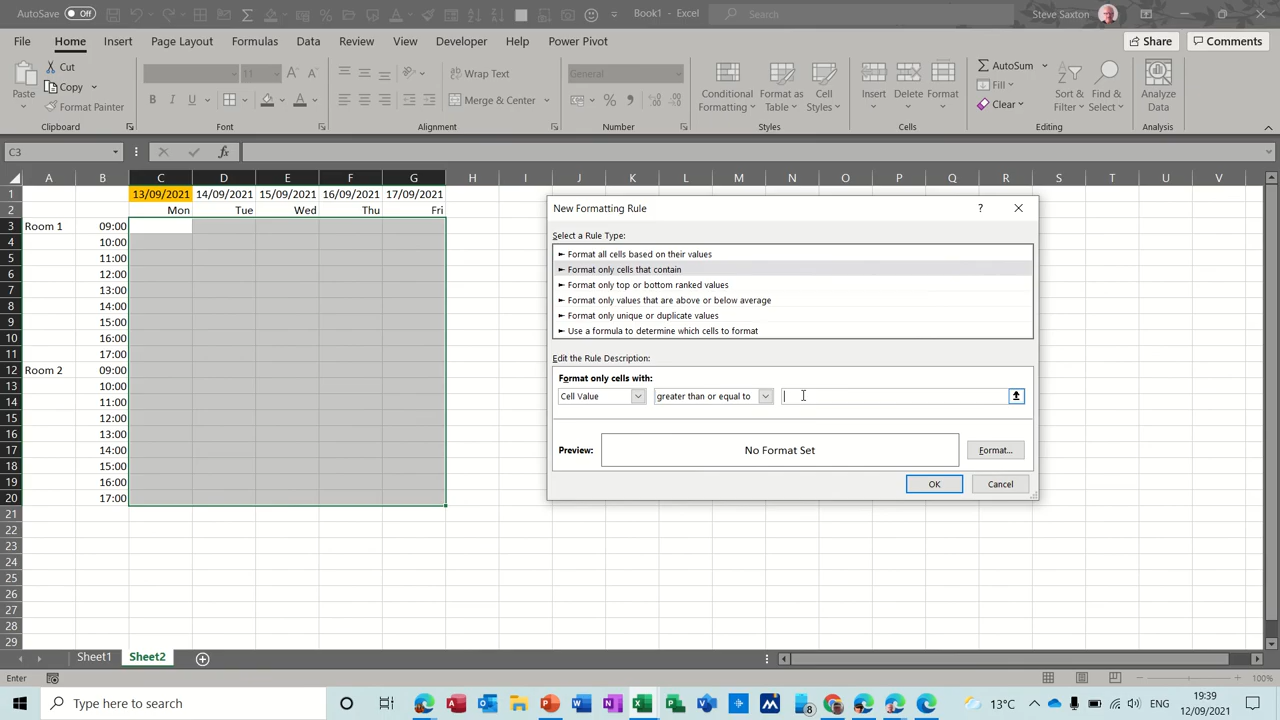 AutoSave Off Book1 - Excel Search Steve Saxton
File Home Insert Page Layout Formulas Data Review View Developer Help Power Pivot Share Comments
Paste Cut Copy Format Painter
11 B I U Wrap Text Merge & Center General
Conditional Formatting Format as Table Cell Styles Insert Delete Format
AutoSum Fill Clear Sort & Filter Find & Select Analyze Data
Clipboard Font Alignment Number Styles Cells Editing Analysis
C3 fx
A B C D E F G H I J K L M N O P Q R S T U V
1 13/09/2021 14/09/2021 15/09/2021 16/09/2021 17/09/2021
2 Mon Tue Wed Thu Fri
3 Room 1 09:00
4 10:00
5 11:00
6 12:00
7 13:00
8 14:00
9 15:00
10 16:00
11 17:00
12 Room 2 09:00
13 10:00
14 11:00
15 12:00
16 13:00
17 14:00
18 15:00
19 16:00
20 17:00
21
22
23
24
25
26
27
28
29
New Formatting Rule ?
Select a Rule Type:
► Format all cells based on their values
► Format only cells that contain
► Format only top or bottom ranked values
► Format only values that are above or below average
► Format only unique or duplicate values
► Use a formula to determine which cells to format
Edit the Rule Description:
Format only cells with:
Cell Value greater than or equal to
Preview: No Format Set Format...
OK Cancel
Sheet1 Sheet2
Enter 100%
Type here to search 8 13°C ENG 19:39
12/09/2021